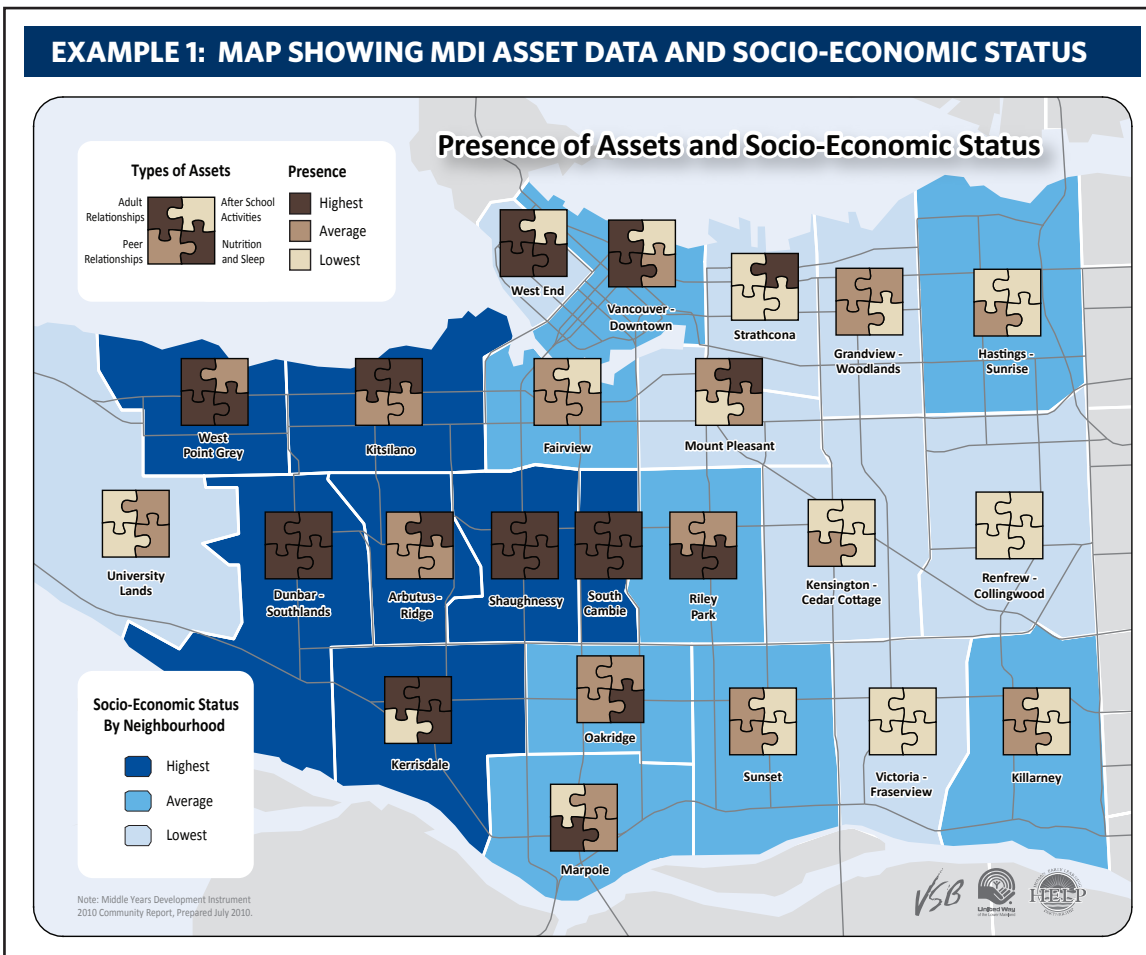 EXAMPLE 1: MAP SHOWING MDI ASSET DATA AND SOCIO-ECONOMIC STATUS
Presence of Assets and Socio-Economic Status
Types of Assets
Adult
Relationships
After School
Activities
Peer
Relationships
Nutrition
and Sleep
Presence
Highest
Average
Lowest
West End
Vancouver -
Downtown
Strathcona
Grandview -
Woodlands
Hastings -
Sunrise
West
Point Grey
Kitsilano
Fairview
Mount Pleasant
University
Lands
Dunbar -
Southlands
Arbutus -
Ridge
Shaughnessy
South
Cambie
Riley
Park
Kensington -
Cedar Cottage
Renfrew -
Collingwood
Kerrisdale
Oakridge
Sunset
Victoria -
Fraserview
Killarney
Marpole
Socio-Economic Status
By Neighbourhood
Highest
Average
Lowest
Note: Middle Years Development Instrument
2010 Community Report, Prepared July 2010.
VSB
United Way
HELP